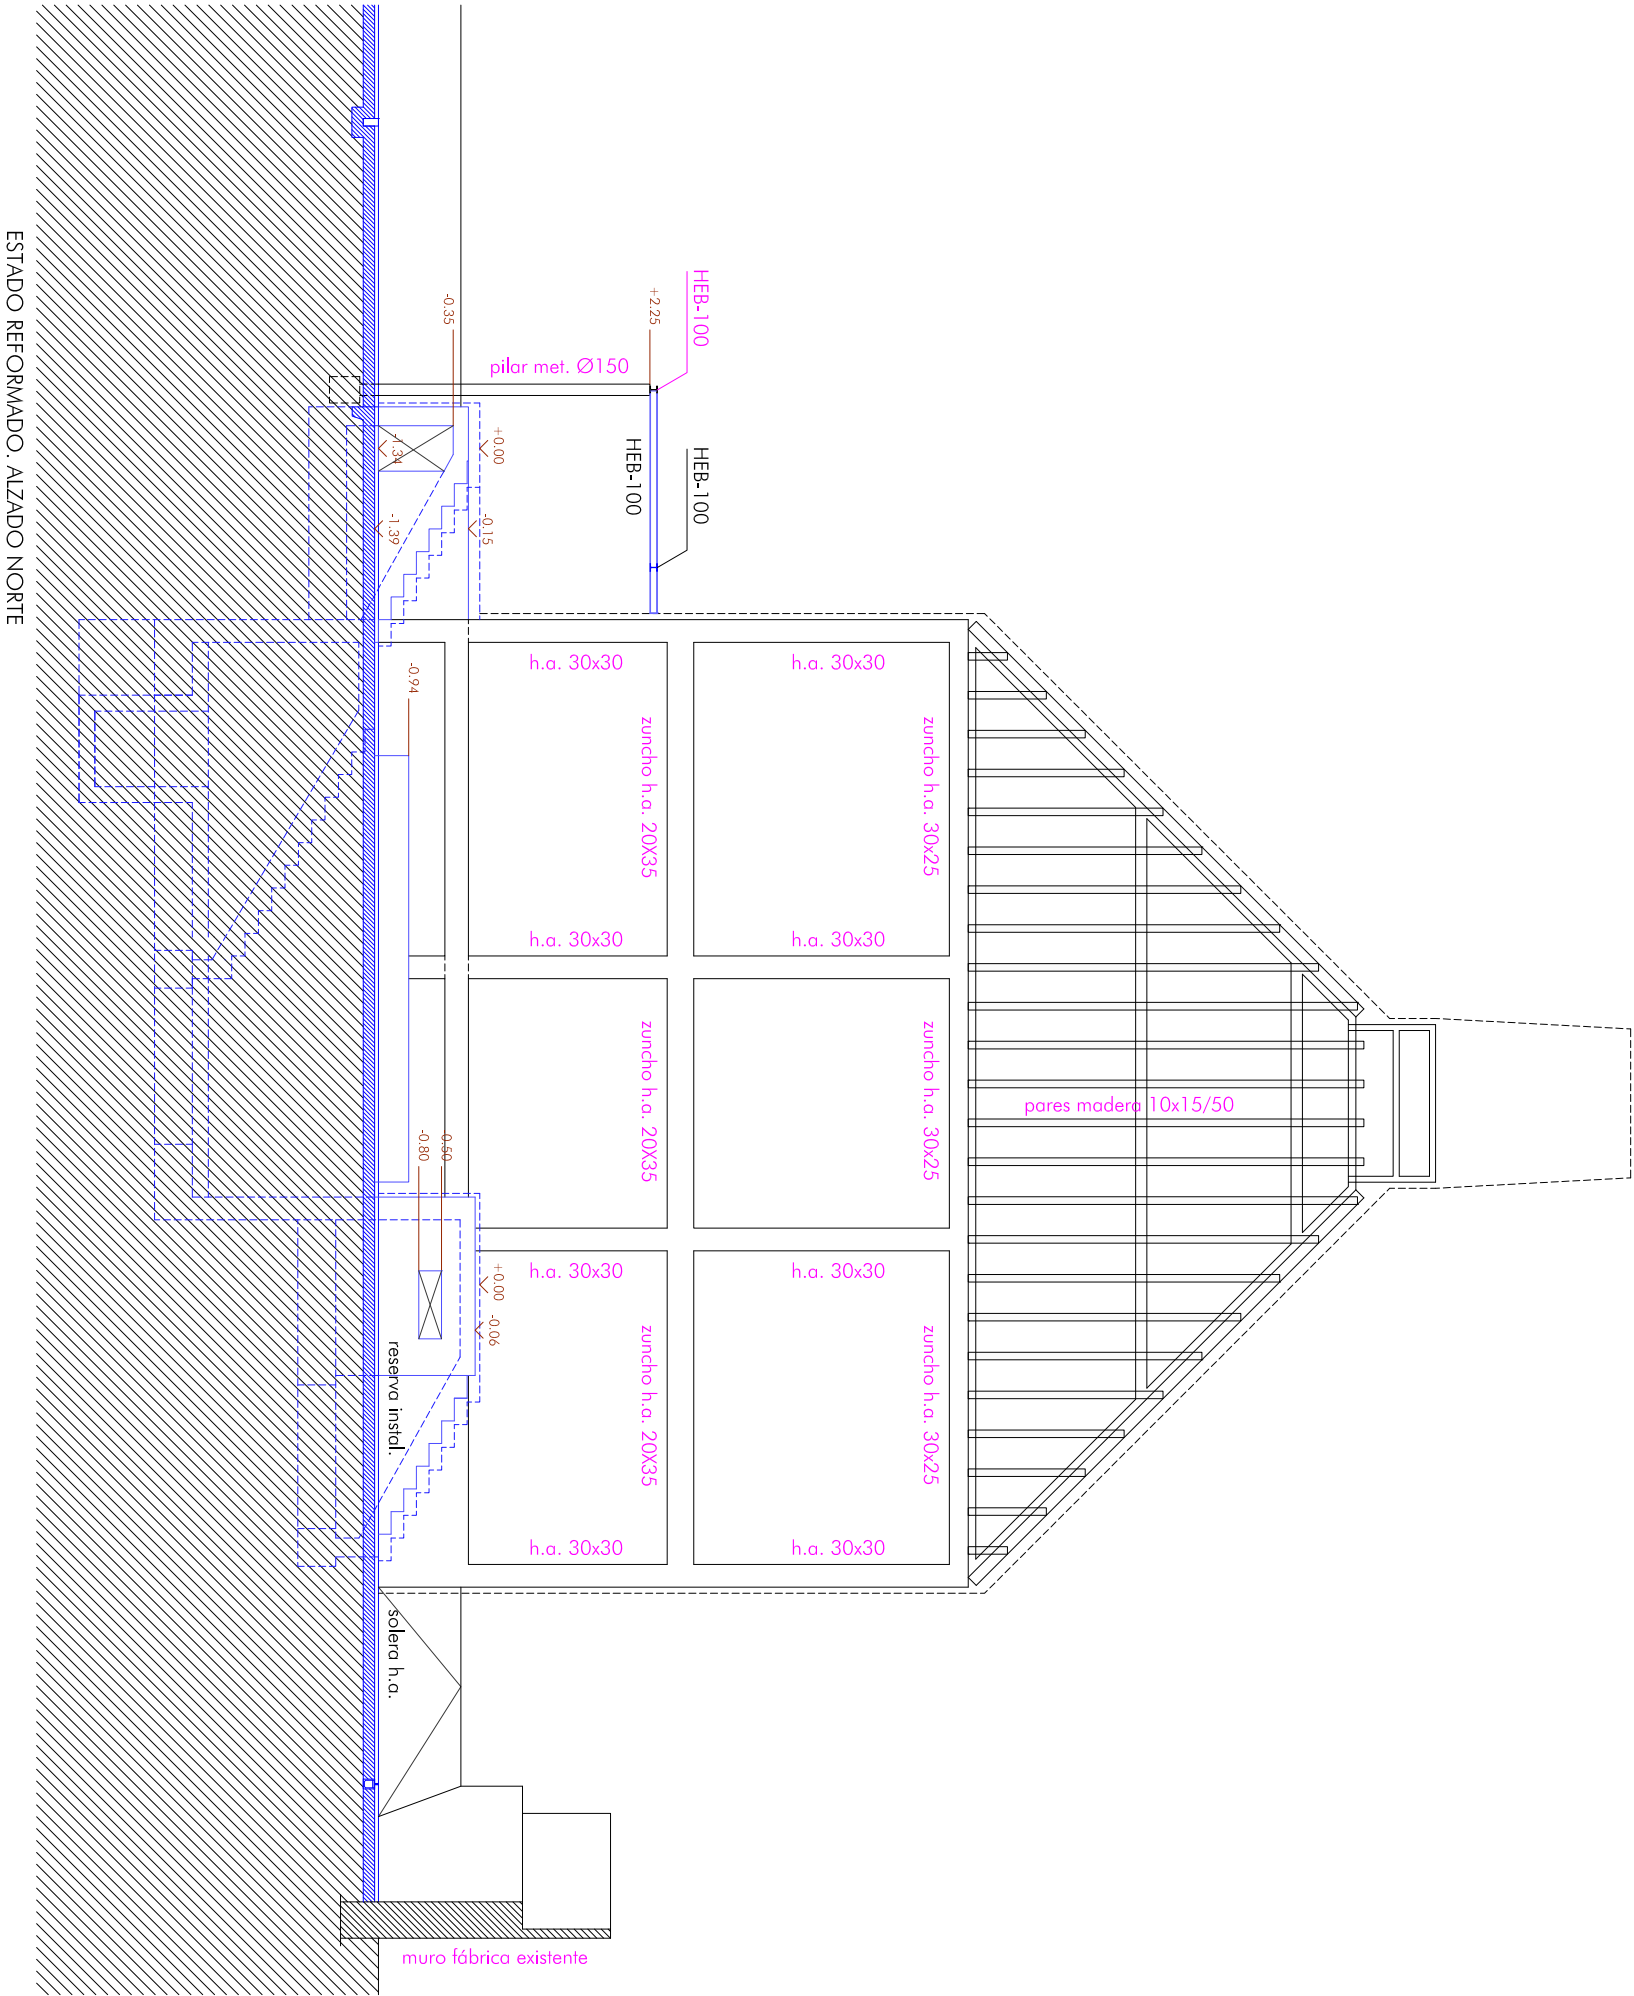 HEB-100
HEB-100
HEB-100
+2.25
-0.35
pilar met. Ø150
+0.00
-0.15
-1.34
-1.39
-0.94
h.a. 30x30
h.a. 30x30
zuncho h.a. 20X35
zuncho h.a. 30x25
h.a. 30x30
h.a. 30x30
zuncho h.a. 20X35
zuncho h.a. 30x25
pares madera 10x15/50
-0.80
-0.50
+0.00
-0.06
h.a. 30x30
h.a. 30x30
zuncho h.a. 20X35
zuncho h.a. 30x25
h.a. 30x30
h.a. 30x30
reserva instal.
solera h.a.
muro fábrica existente
ESTADO REFORMADO. ALZADO NORTE